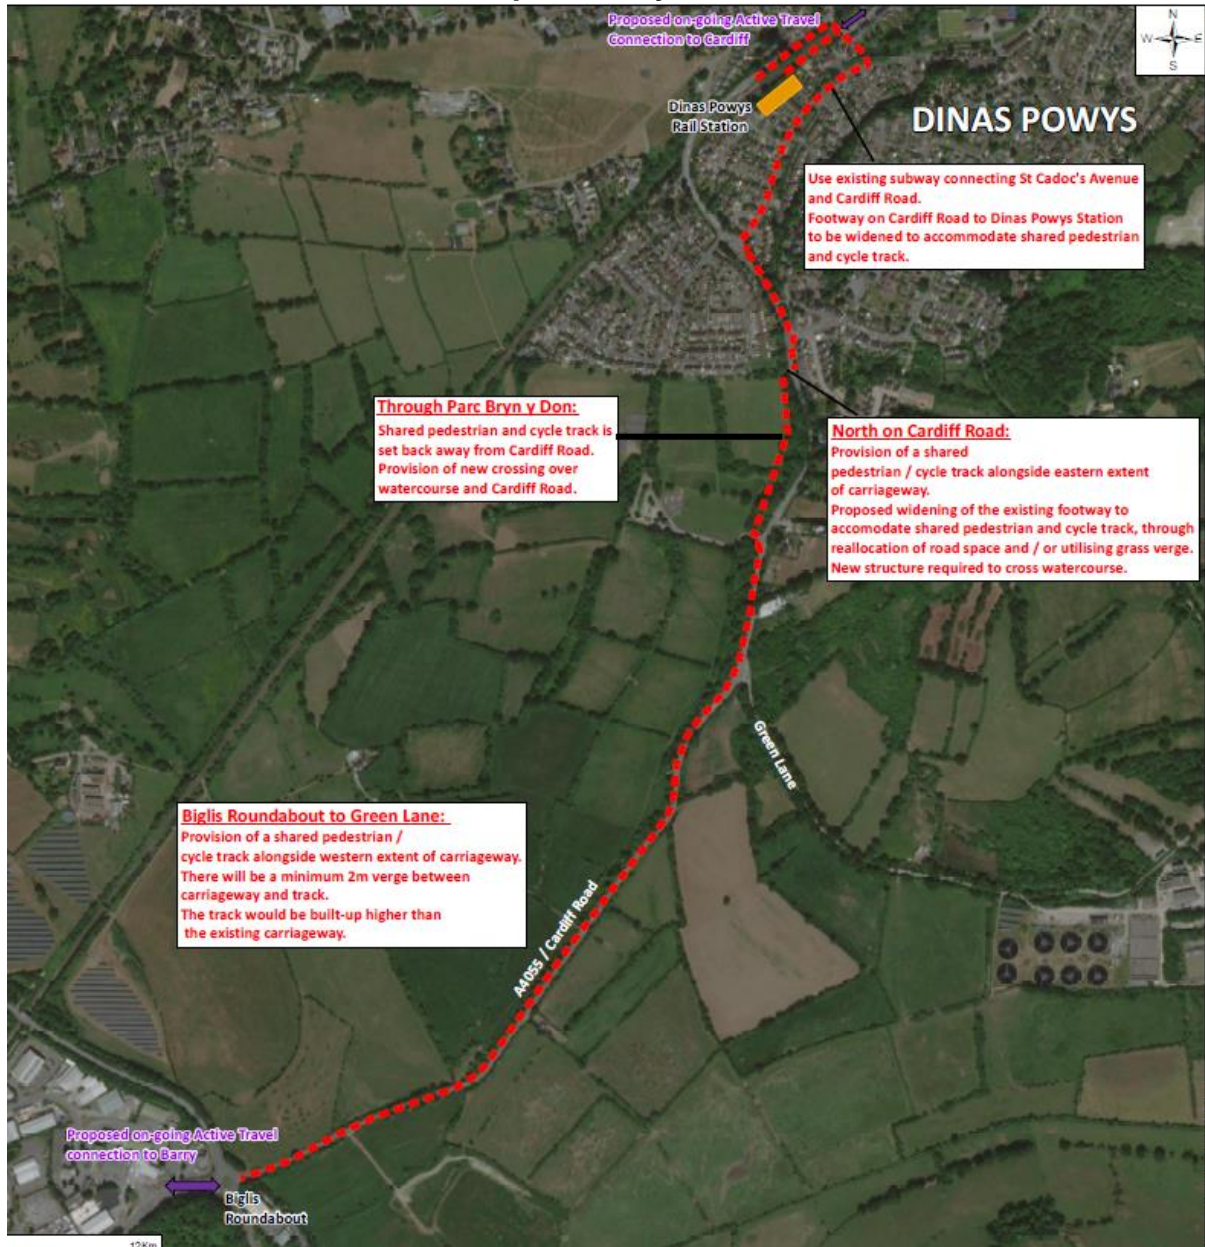 Proposed on-going Active Travel
Connection to Cardiff
N
W E
S
Dinas Powys
Rail Station
DINAS POWYS
Use existing subway connecting St Cadoc's Avenue
and Cardiff Road.
Footway on Cardiff Road to Dinas Powys Station
to be widened to accommodate shared pedestrian
and cycle track.
Through Parc Bryn y Don:
Shared pedestrian and cycle track is
set back away from Cardiff Road.
Provision of new crossing over
watercourse and Cardiff Road.
North on Cardiff Road:
Provision of a shared
pedestrian / cycle track alongside eastern extent
of carriageway.
Proposed widening of the existing footway to
accomodate shared pedestrian and cycle track, through
reallocation of road space and / or utilising grass verge.
New structure required to cross watercourse.
Green Lane
Biglis Roundabout to Green Lane:
Provision of a shared pedestrian /
cycle track alongside western extent of carriageway.
There will be a minimum 2m verge between
carriageway and track.
The track would be built-up higher than
the existing carriageway.
A4055 / Cardiff Road
Proposed on-going Active Travel
connection to Barry
Biglis
Roundabout